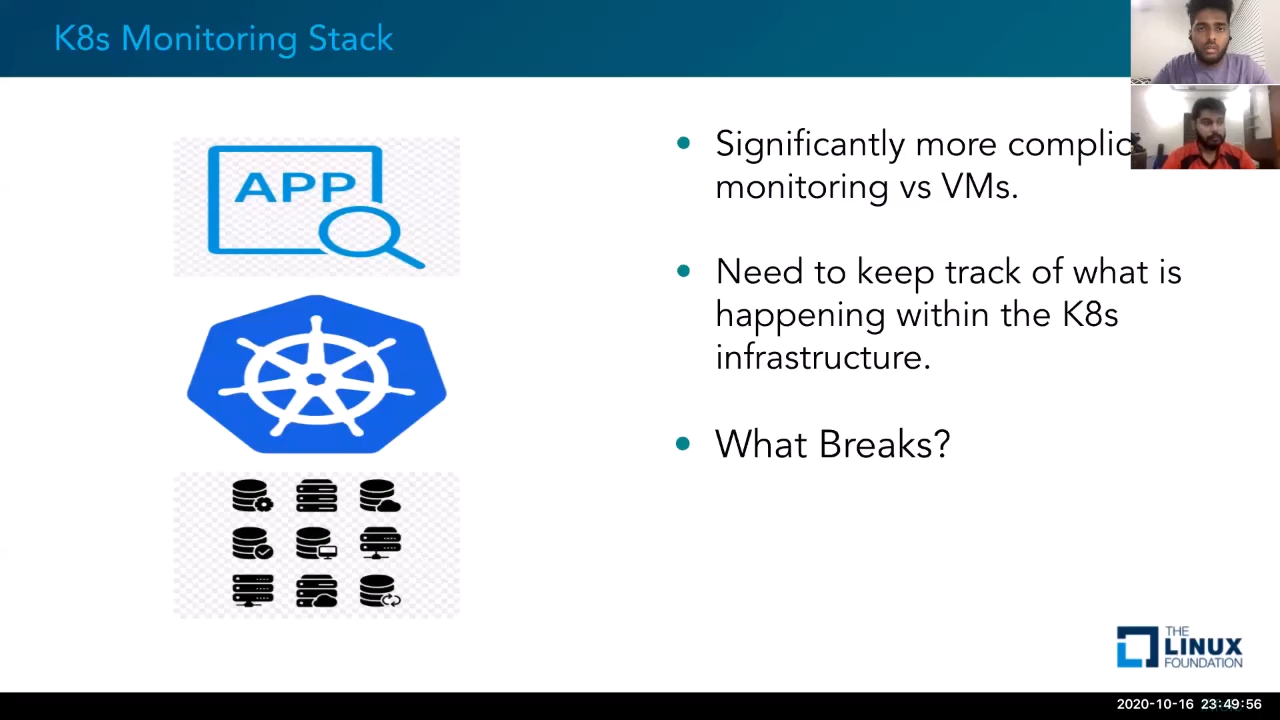 K8s Monitoring Stack
APP
Significantly more
monitoring vs VMs.
Need to keep track of what is
happening within the K8s
infrastructure.
What Breaks?
THE
LINUX
FOUNDATION
2020-10-16 23:49:56